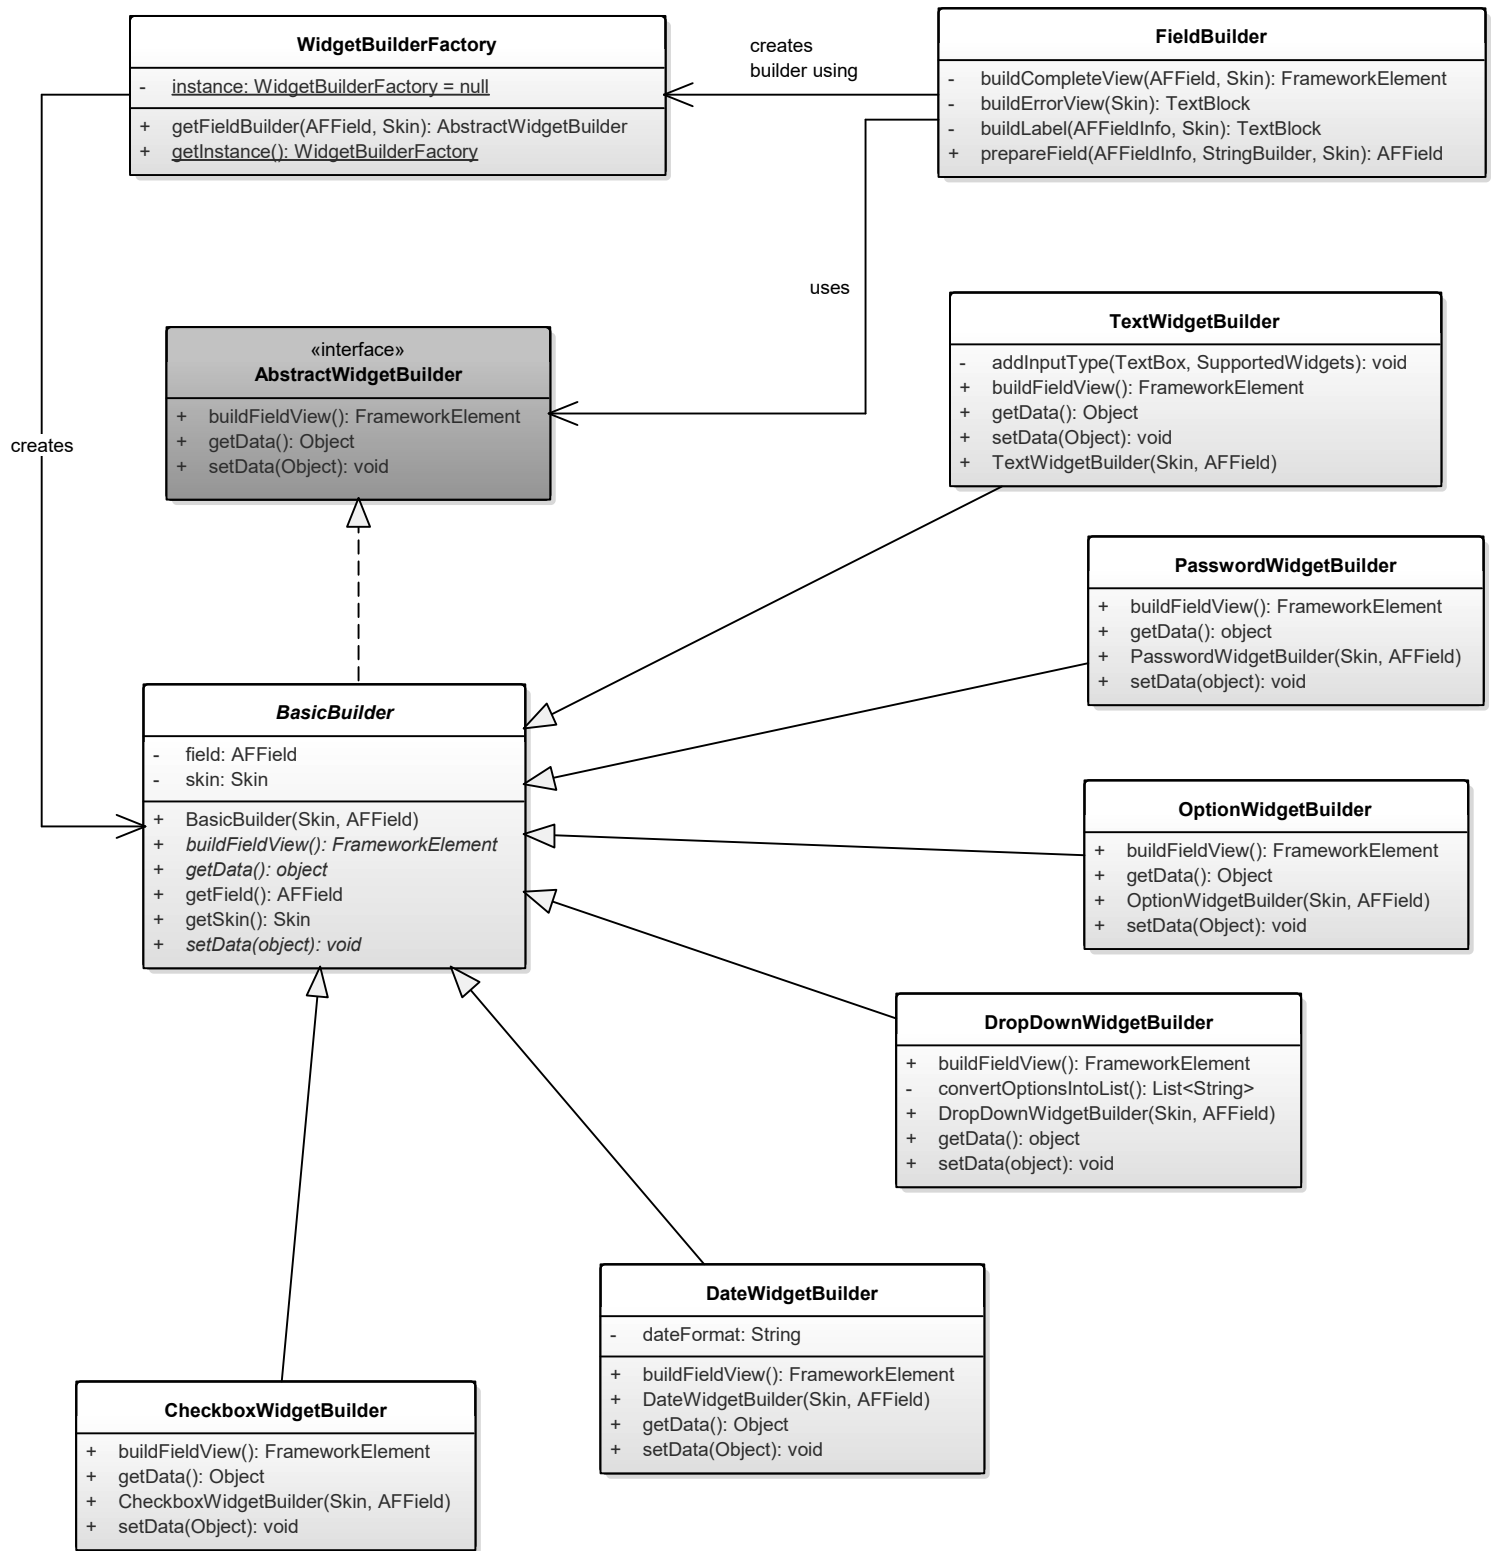 WidgetBuilderFactory
- instance: WidgetBuilderFactory = null
+ getFieldBuilder(AFField, Skin): AbstractWidgetBuilder
+ getInstance(): WidgetBuilderFactory
creates
builder using
FieldBuilder
- buildCompleteView(AFField, Skin): FrameworkElement
- buildErrorView(Skin): TextBlock
- buildLabel(AFFieldInfo, Skin): TextBlock
+ prepareField(AFFieldInfo, StringBuilder, Skin): AFField
uses
«interface»
AbstractWidgetBuilder
+ buildFieldView(): FrameworkElement
+ getData(): Object
+ setData(Object): void
creates
TextWidgetBuilder
- addInputType(TextBox, SupportedWidgets): void
+ buildFieldView(): FrameworkElement
+ getData(): Object
+ setData(Object): void
+ TextWidgetBuilder(Skin, AFField)
PasswordWidgetBuilder
+ buildFieldView(): FrameworkElement
+ getData(): object
+ PasswordWidgetBuilder(Skin, AFField)
+ setData(object): void
BasicBuilder
- field: AFField
- skin: Skin
+ BasicBuilder(Skin, AFField)
+ buildFieldView(): FrameworkElement
+ getData(): object
+ getField(): AFField
+ getSkin(): Skin
+ setData(object): void
OptionWidgetBuilder
+ buildFieldView(): FrameworkElement
+ getData(): Object
+ OptionWidgetBuilder(Skin, AFField)
+ setData(Object): void
DropDownWidgetBuilder
+ buildFieldView(): FrameworkElement
- convertOptionsIntoList(): List<String>
+ DropDownWidgetBuilder(Skin, AFField)
+ getData(): object
+ setData(object): void
DateWidgetBuilder
- dateFormat: String
+ buildFieldView(): FrameworkElement
+ DateWidgetBuilder(Skin, AFField)
+ getData(): Object
+ setData(Object): void
CheckboxWidgetBuilder
+ buildFieldView(): FrameworkElement
+ getData(): Object
+ CheckboxWidgetBuilder(Skin, AFField)
+ setData(Object): void